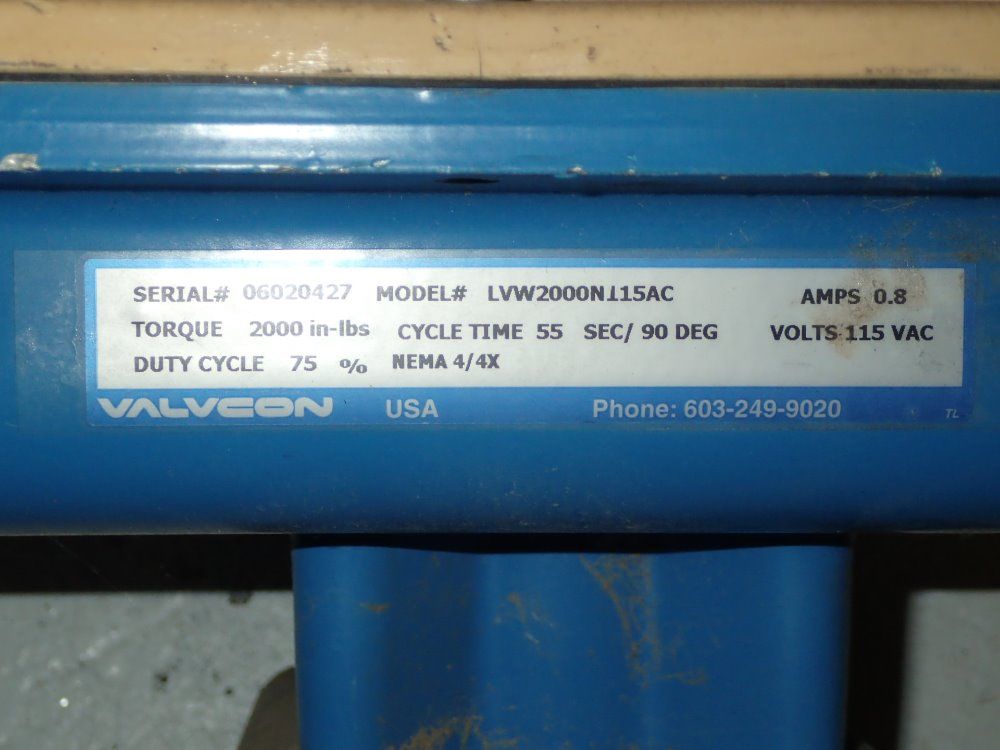 SERIAL# 06020427 MODEL# LVW2000NI15AC AMPS 0.8
TORQUE 2000 in-lbs CYCLE TIME 55 SEC/ 90 DEG VOLTS 115 VAC
DUTY CYCLE 75 % NEMA 4/4X
VALVCON USA Phone: 603-249-9020 TL